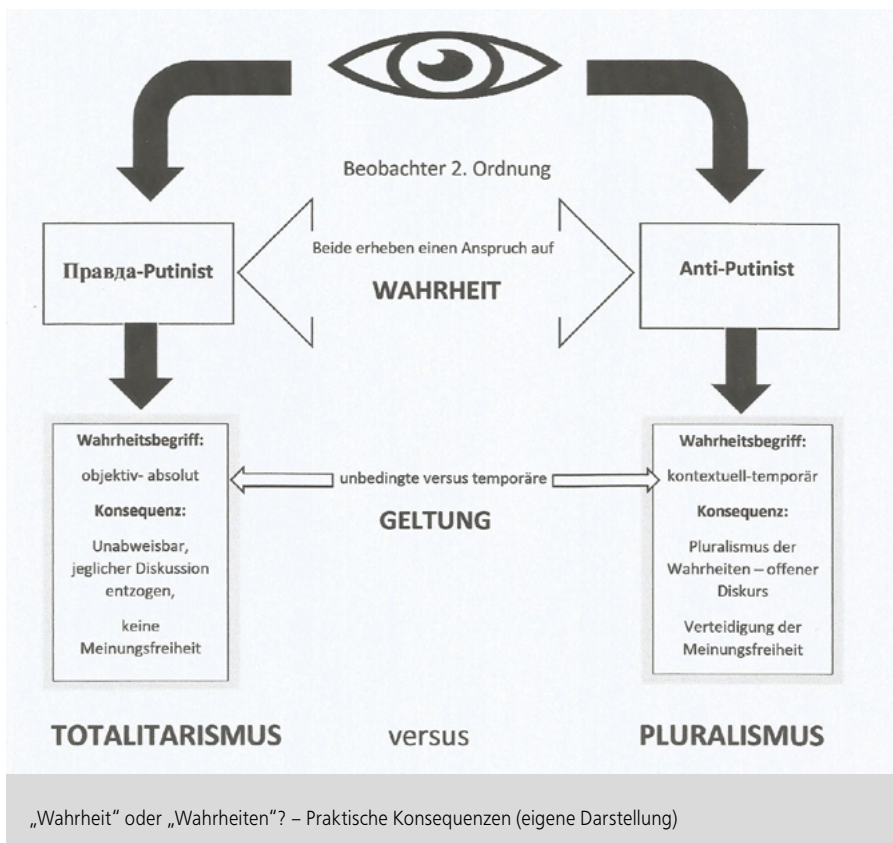 Beobachter 2. Ordnung
Правда-Putinist
Beide erheben einen Anspruch auf
WAHRHEIT
Anti-Putinist
Wahrheitsbegriff:
objektiv- absolut
Konsequenz:
Unabweisbar,
jeglicher Diskussion
entzogen,
keine
Meinungsfreiheit
unbedingte versus temporäre
GELTUNG
Wahrheitsbegriff:
kontextuell-temporär
Konsequenz:
Pluralismus der
Wahrheiten – offener
Diskurs
Verteidigung der
Meinungsfreiheit
TOTALITARISMUS versus PLURALISMUS
„Wahrheit“ oder „Wahrheiten“? – Praktische Konsequenzen (eigene Darstellung)